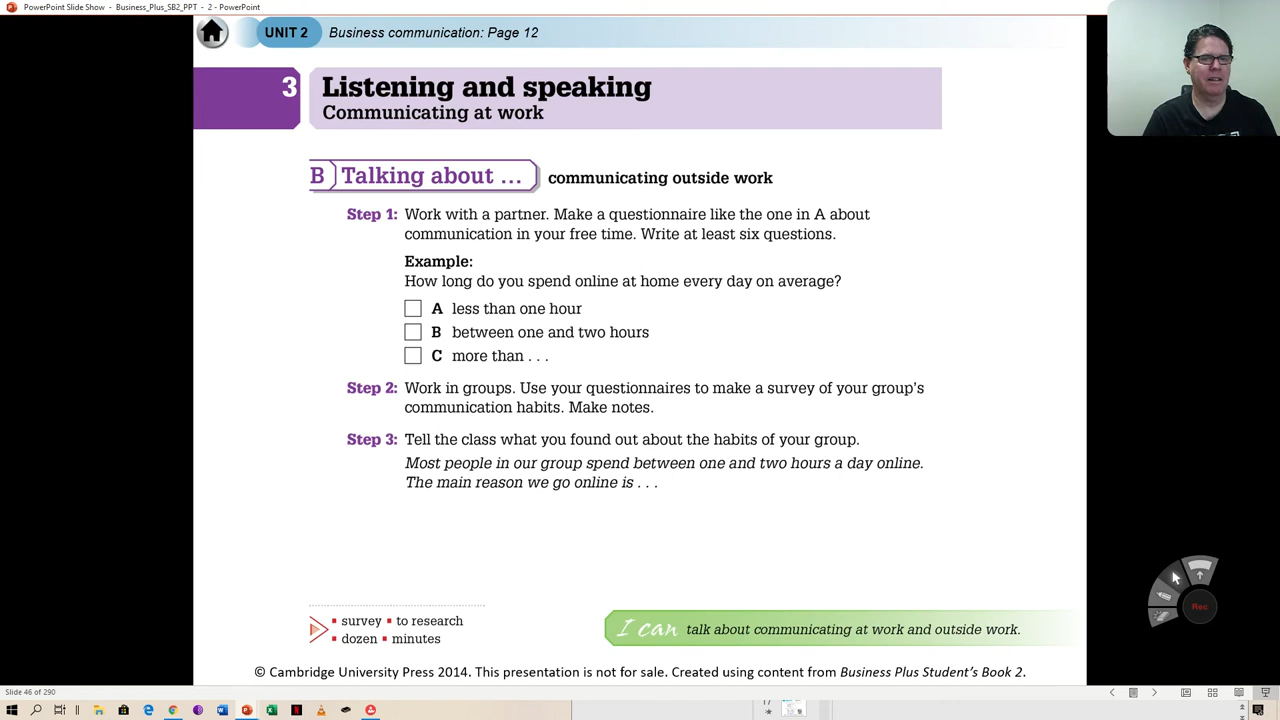 PowerPoint Slide Show - Business_Plus_SB2_PPT - 2 - PowerPoint
UNIT 2 Business communication: Page 12
3 Listening and speaking
Communicating at work
B Talking about ... communicating outside work
Step 1: Work with a partner. Make a questionnaire like the one in A about
communication in your free time. Write at least six questions.
Example:
How long do you spend online at home every day on average?
A less than one hour
B between one and two hours
C more than . . .
Step 2: Work in groups. Use your questionnaires to make a survey of your group's
communication habits. Make notes.
Step 3: Tell the class what you found out about the habits of your group.
Most people in our group spend between one and two hours a day online.
The main reason we go online is . . .
Rec
▪ survey ▪ to research
▪ dozen ▪ minutes
I can talk about communicating at work and outside work.
© Cambridge University Press 2014. This presentation is not for sale. Created using content from Business Plus Student's Book 2.
Slide 46 of 290